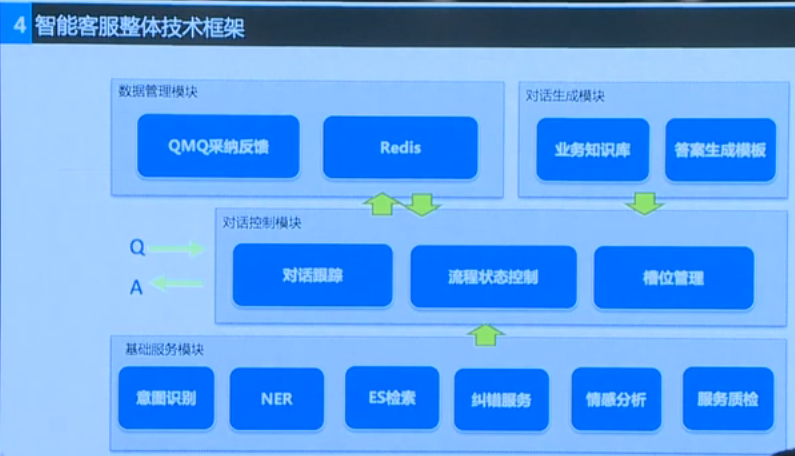 4 智能客服整体技术框架
数据管理模块
QMQ采纳反馈
Redis
对话生成模块
业务知识库
答案生成模板
Q
A
对话控制模块
对话跟踪
流程状态控制
槽位管理
基础服务模块
意图识别
NER
ES检索
纠错服务
情感分析
服务质检